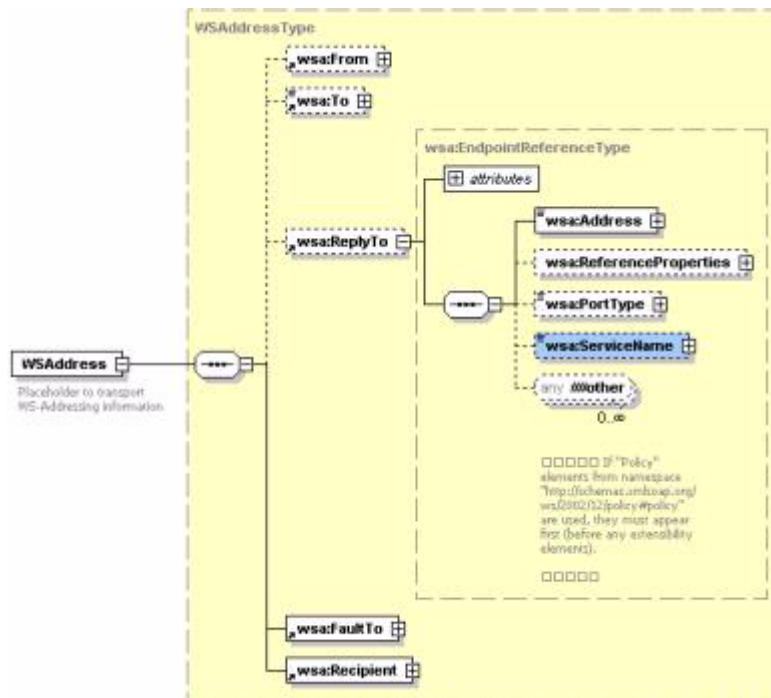 WSAddressType
wsa:From
wsa:To
wsa:EndpointReferenceType
attributes
wsa:Address
wsa:ReplyTo
wsa:ReferenceProperties
wsa:PortType
wsa:ServiceName
WSAddress
Placeholder to transport
WS-Addressing information
any ##other
0..∞
□□□□□ If "Policy"
elements from namespace
"http://schemas.xmlsoap.org/
ws/2002/12/policy#policy"
are used, they must appear
first (before any extensibility
elements).
□□□□□
wsa:FaultTo
wsa:Recipient